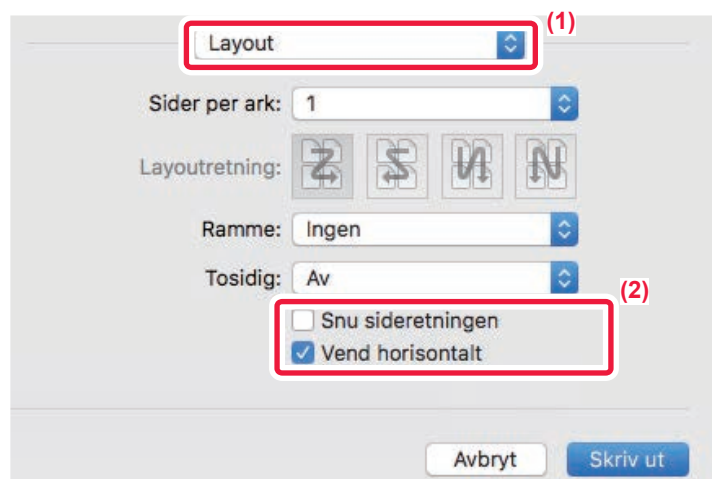 (1)
Layout
Sider per ark: 1
Layoutretning:
Ramme: Ingen
Tosidig: Av
(2)
Snu sideretningen
Vend horisontalt
Avbryt Skriv ut